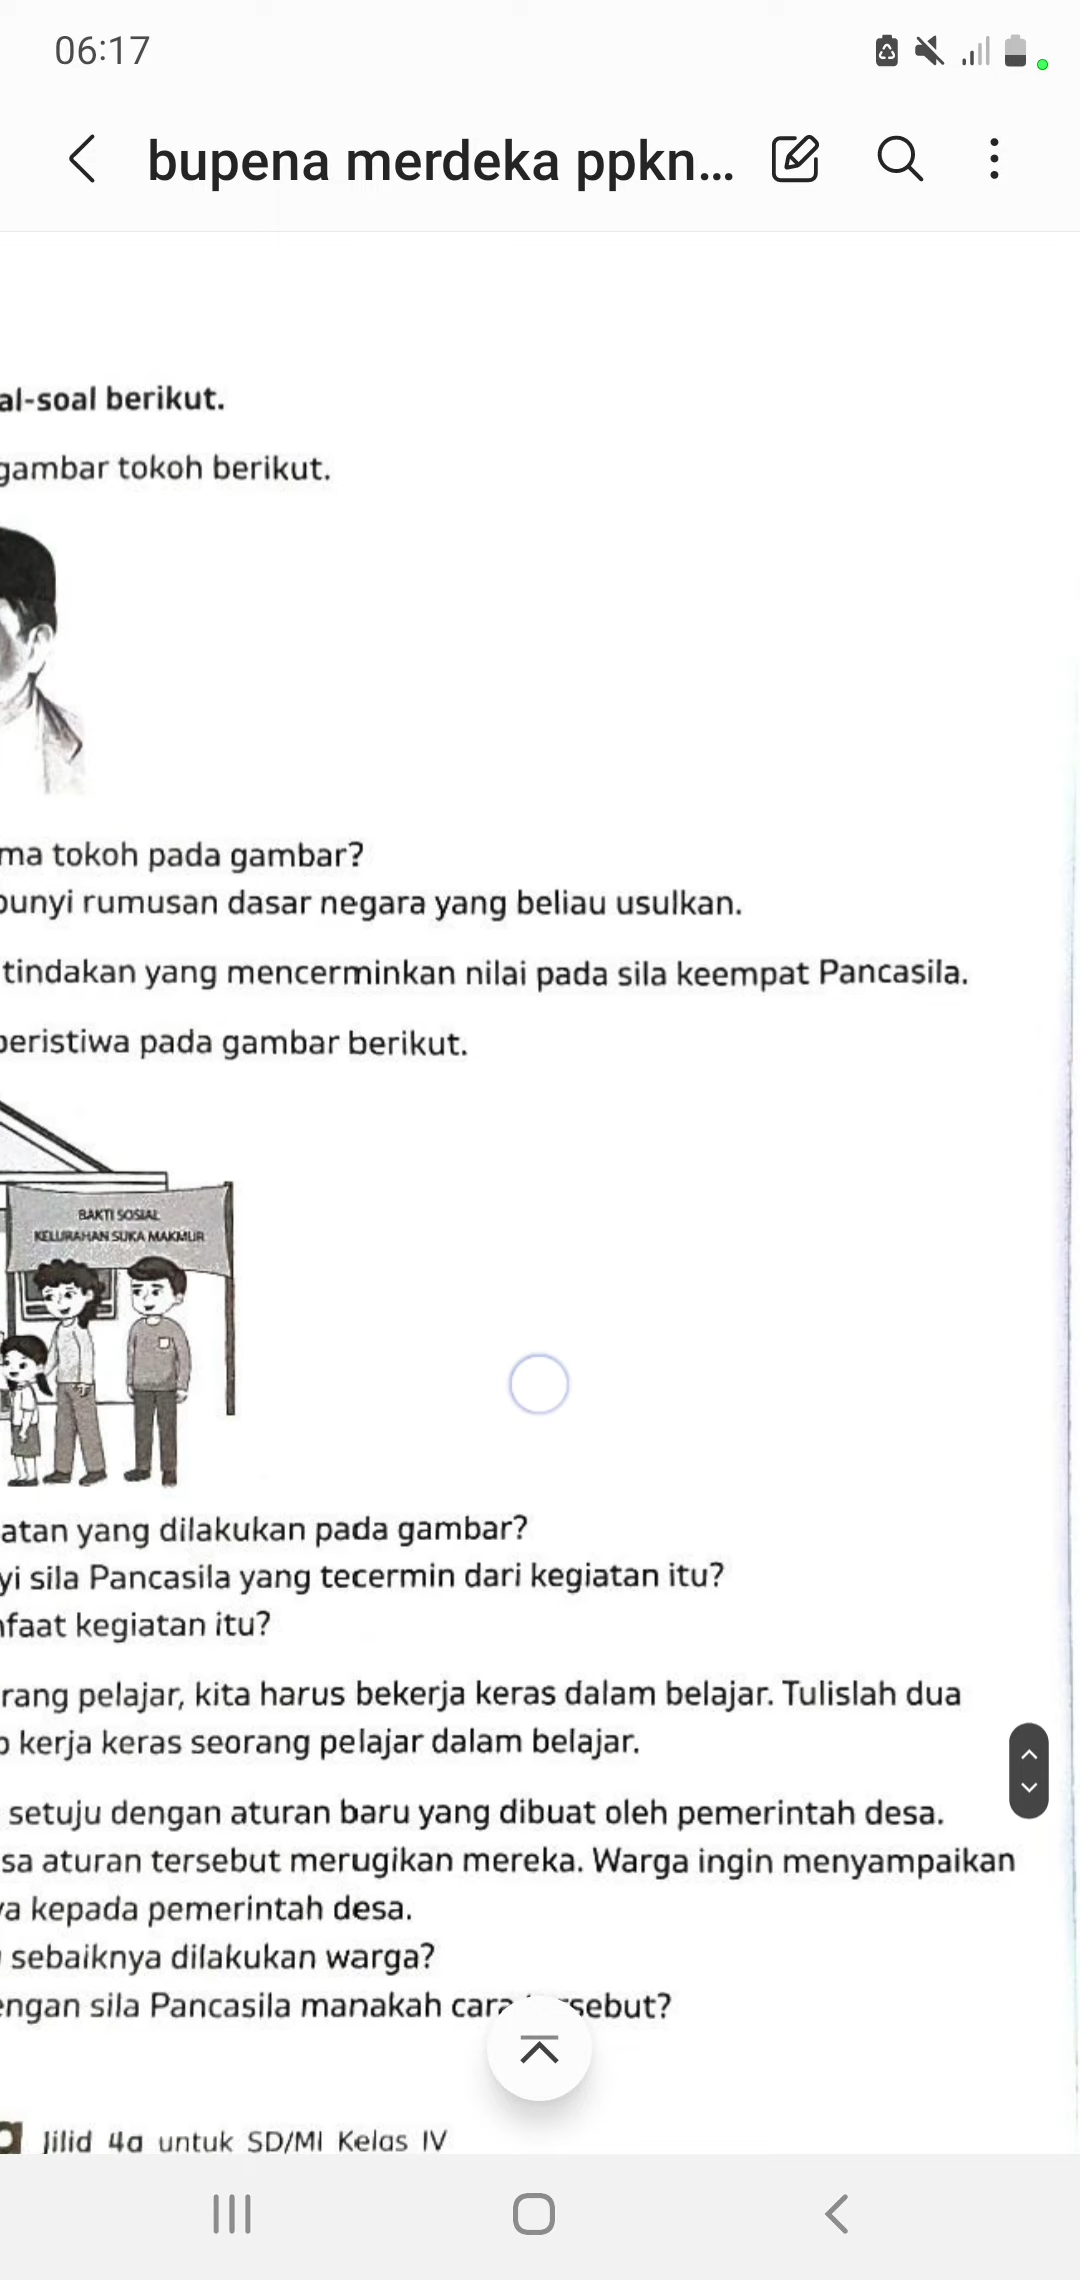 06:17
bupena merdeka ppkn...
al-soal berikut.
gambar tokoh berikut.
ma tokoh pada gambar?
bunyi rumusan dasar negara yang beliau usulkan.
tindakan yang mencerminkan nilai pada sila keempat Pancasila.
peristiwa pada gambar berikut.
BAKTI SOSIAL
KELURAHAN SUKA MAKMUR
atan yang dilakukan pada gambar?
yi sila Pancasila yang tecermin dari kegiatan itu?
nfaat kegiatan itu?
rang pelajar, kita harus bekerja keras dalam belajar. Tulislah dua
p kerja keras seorang pelajar dalam belajar.
setuju dengan aturan baru yang dibuat oleh pemerintah desa.
sa aturan tersebut merugikan mereka. Warga ingin menyampaikan
ya kepada pemerintah desa.
sebaiknya dilakukan warga?
engan sila Pancasila manakah cara tersebut?
Jilid 4a untuk SD/MI Kelas IV